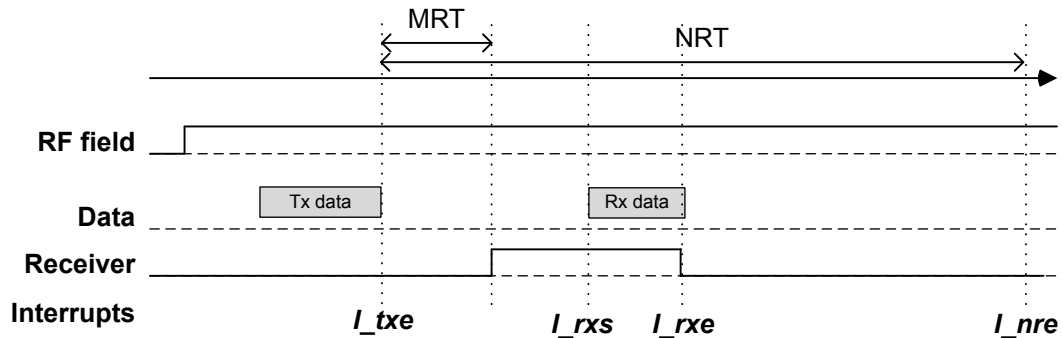 MRT
NRT
RF field
Tx data
Rx data
Data
Receiver
Interrupts I_txe I_rxs I_rxe I_nre